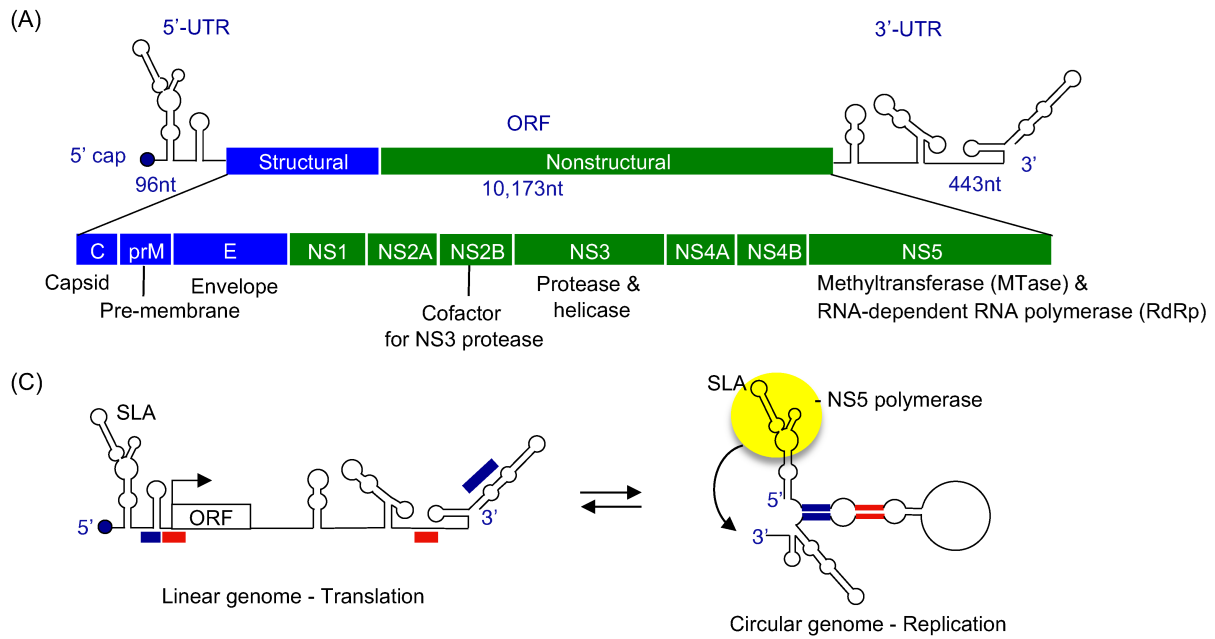 (A)
5’-UTR
3’-UTR
ORF
5’ cap
Structural
Nonstructural
3’
96nt
10,173nt
443nt
C
prM
E
NS1
NS2A
NS2B
NS3
NS4A
NS4B
NS5
Capsid
Pre-membrane
Envelope
Cofactor
for NS3 protease
Protease &
helicase
Methyltransferase (MTase) &
RNA-dependent RNA polymerase (RdRp)
(C)
SLA
5’
ORF
3’
Linear genome - Translation
SLA
- NS5 polymerase
5’
3’
Circular genome - Replication